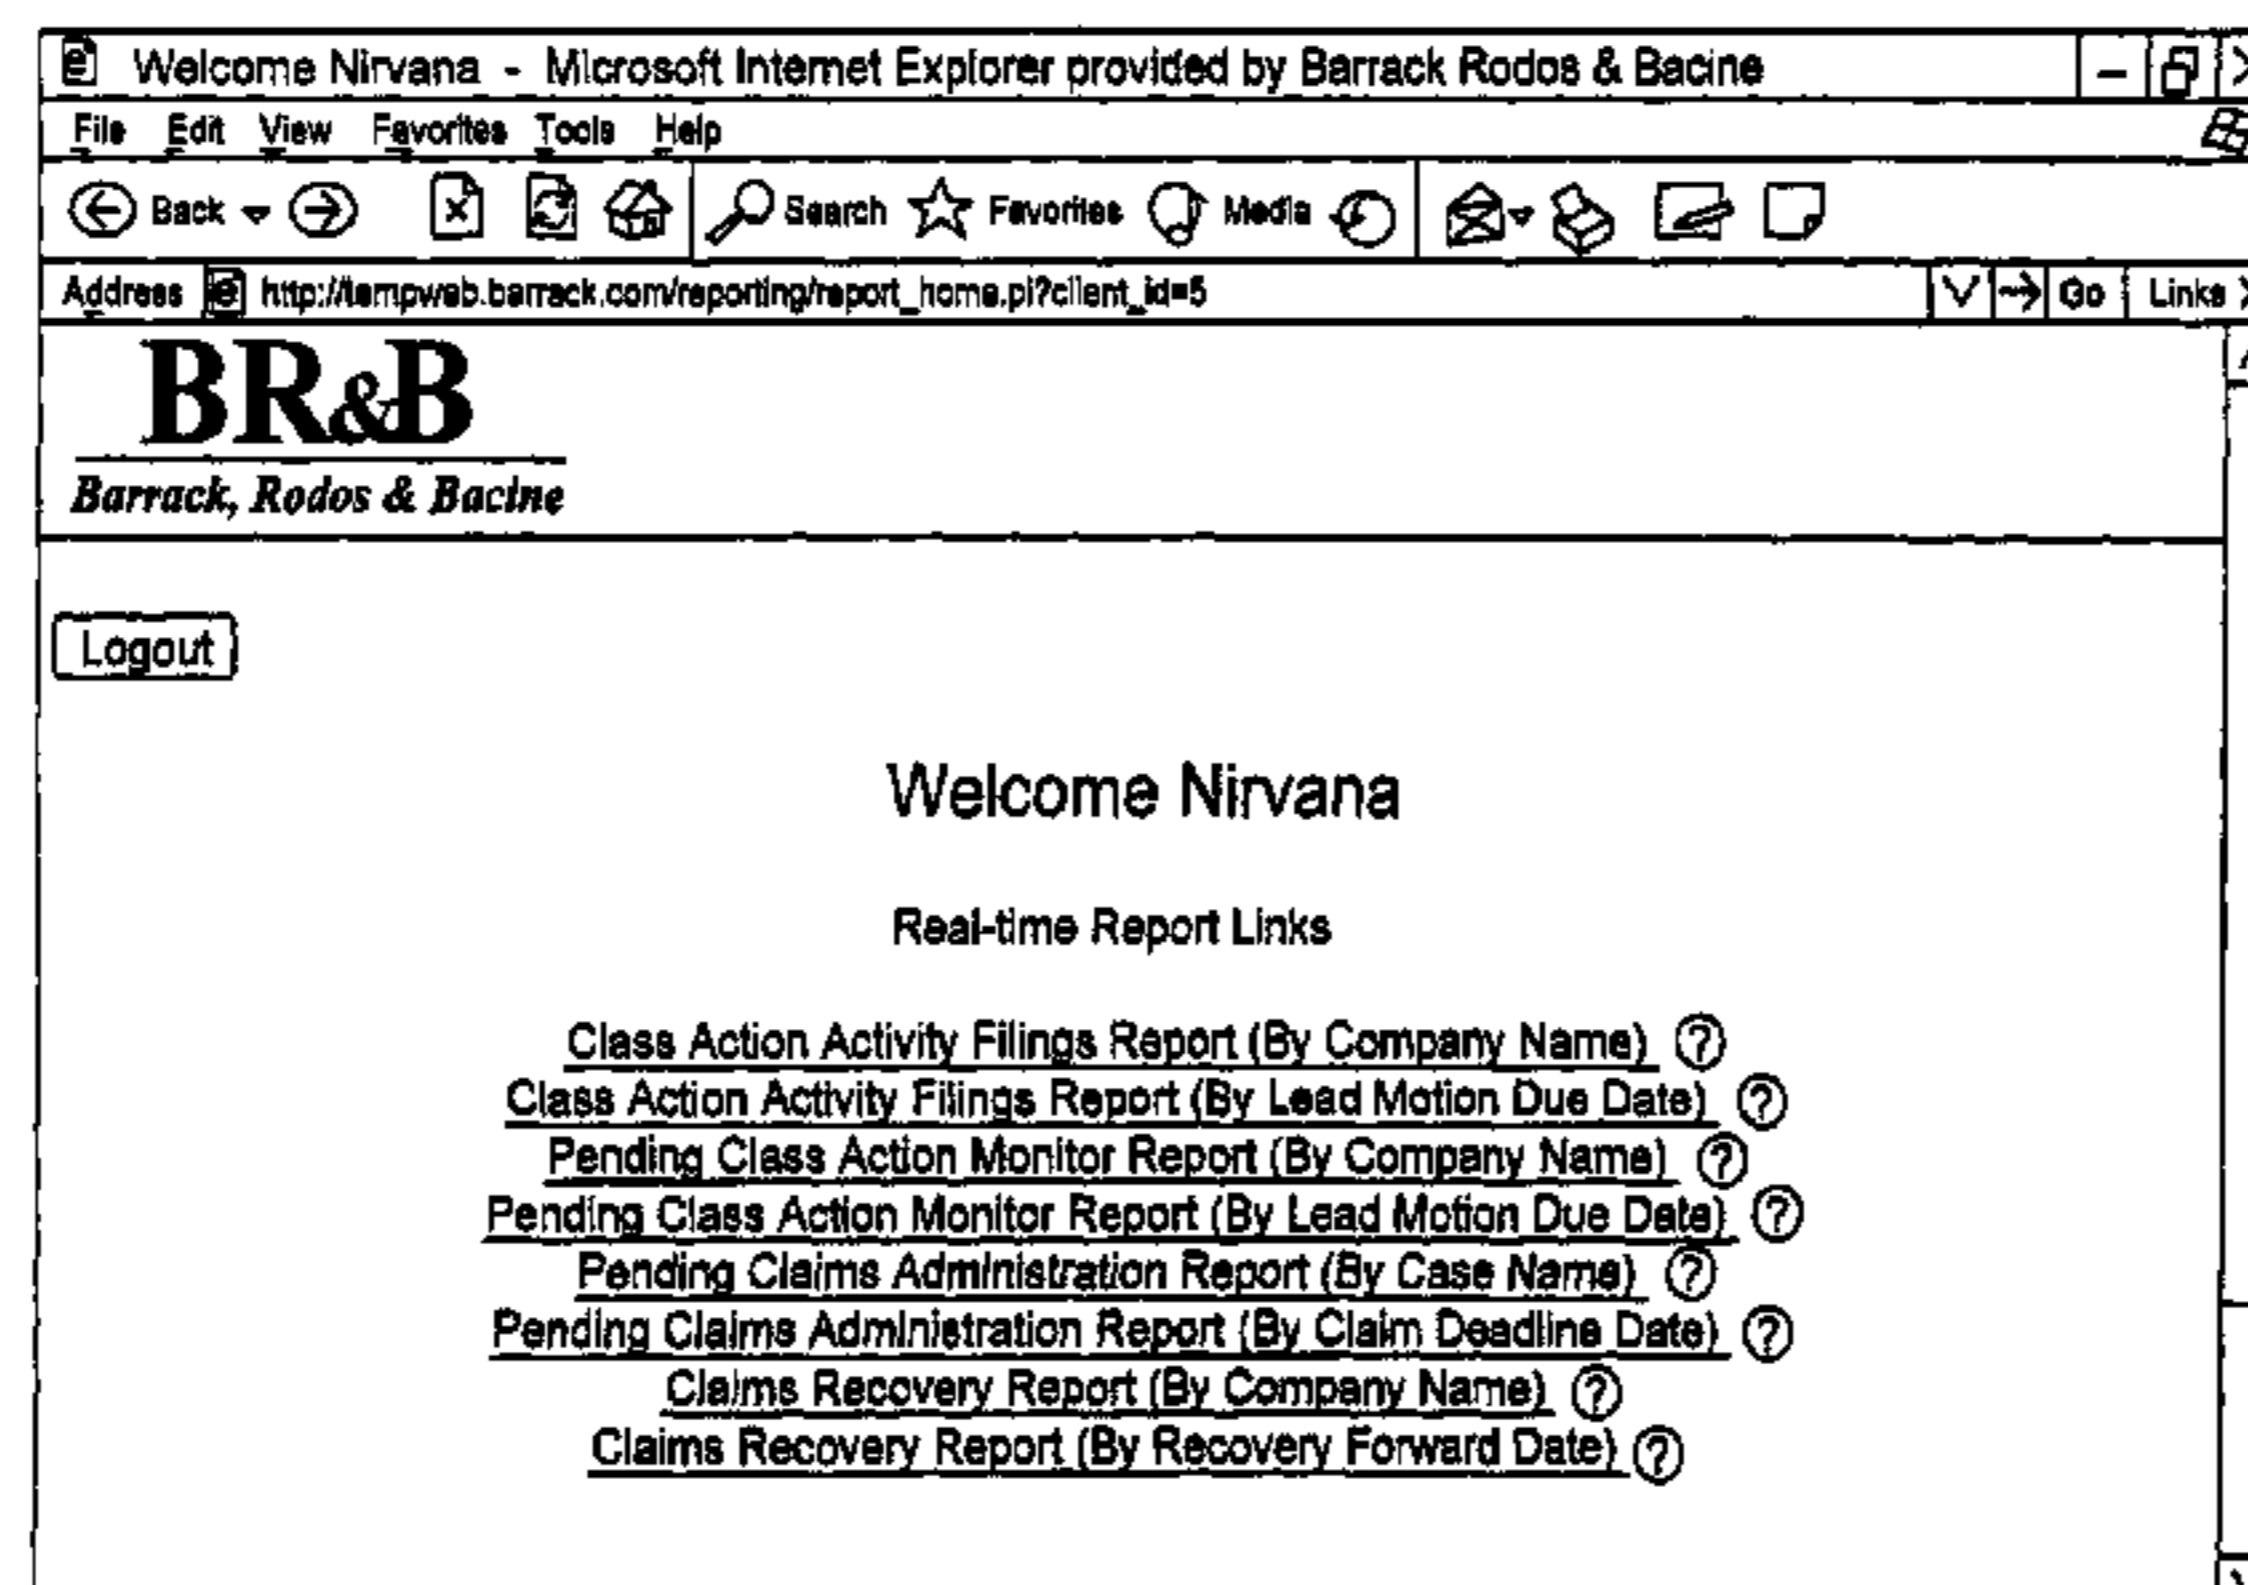 Welcome Nirvana - Microsoft Internet Explorer provided by Barrack Rodos & Bacine
File Edit View Favorites Tools Help
Back Search Favorites Media
Address http://tempweb.barrack.com/reporting/report_home.pl?client_id=5 Go Links
BR&B
Barrack, Rodos & Bacine
Logout
Welcome Nirvana
Real-time Report Links
Class Action Activity Filings Report (By Company Name) ?
Class Action Activity Filings Report (By Lead Motion Due Date) ?
Pending Class Action Monitor Report (By Company Name) ?
Pending Class Action Monitor Report (By Lead Motion Due Date) ?
Pending Claims Administration Report (By Case Name) ?
Pending Claims Administration Report (By Claim Deadline Date) ?
Claims Recovery Report (By Company Name) ?
Claims Recovery Report (By Recovery Forward Date) ?